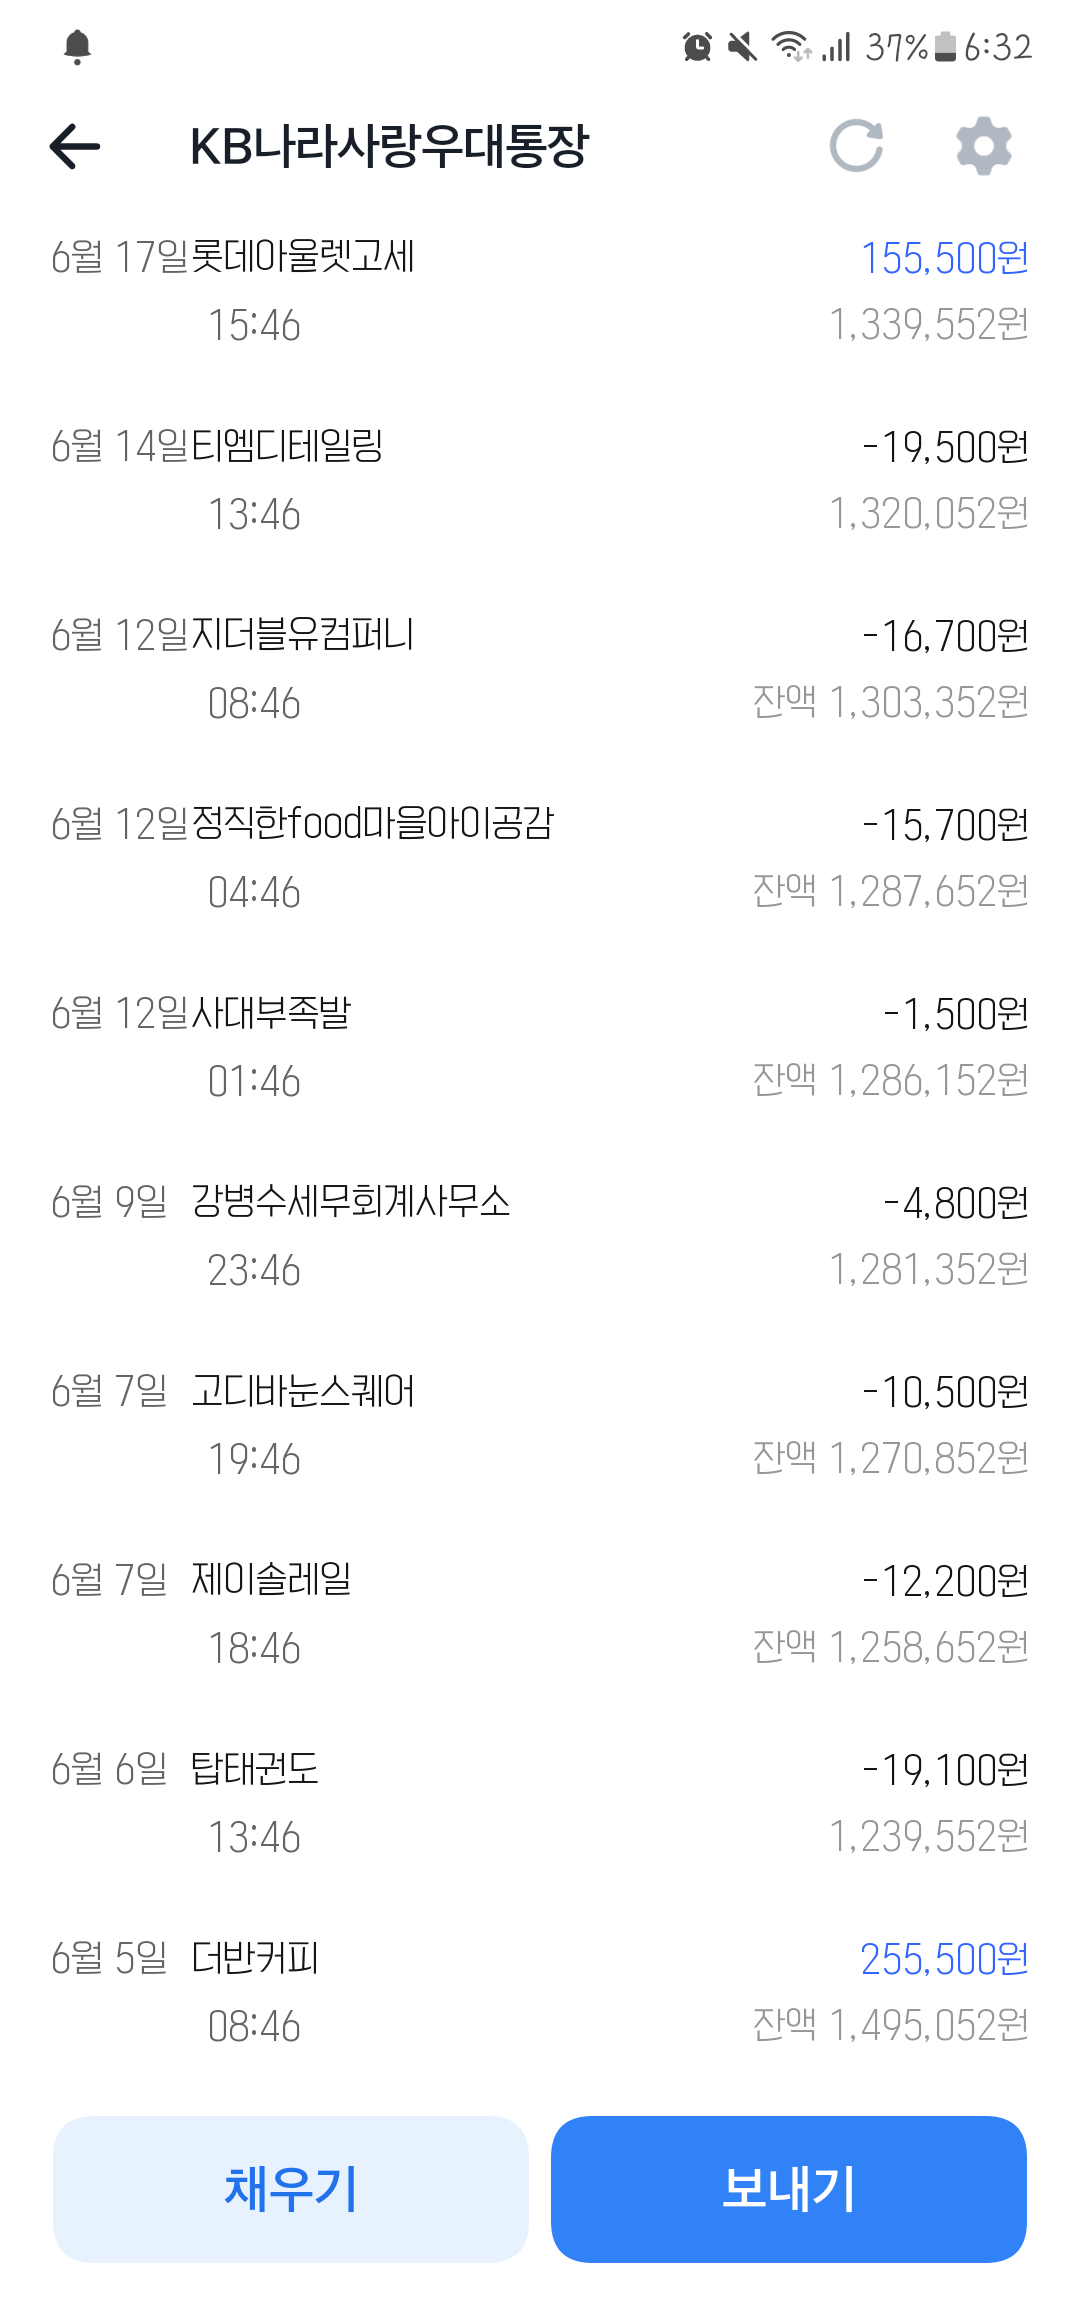 37% 6:32
KB나라사랑우대통장
6월 17일 롯데아울렛고세 155,500원
15:46 1,339,552원
6월 14일 티엠디테일링 -19,500원
13:46 1,320,052원
6월 12일 지더블유컴퍼니 -16,700원
08:46 잔액 1,303,352원
6월 12일 정직한food마을아이공감 -15,700원
04:46 잔액 1,287,652원
6월 12일 사대부족발 -1,500원
01:46 잔액 1,286,152원
6월 9일 강병수세무회계사무소 -4,800원
23:46 1,281,352원
6월 7일 고디바눈스퀘어 -10,500원
19:46 잔액 1,270,852원
6월 7일 제이솔레일 -12,200원
18:46 잔액 1,258,652원
6월 6일 탑태권도 -19,100원
13:46 1,239,552원
6월 5일 더반커피 255,500원
08:46 잔액 1,495,052원
채우기 보내기